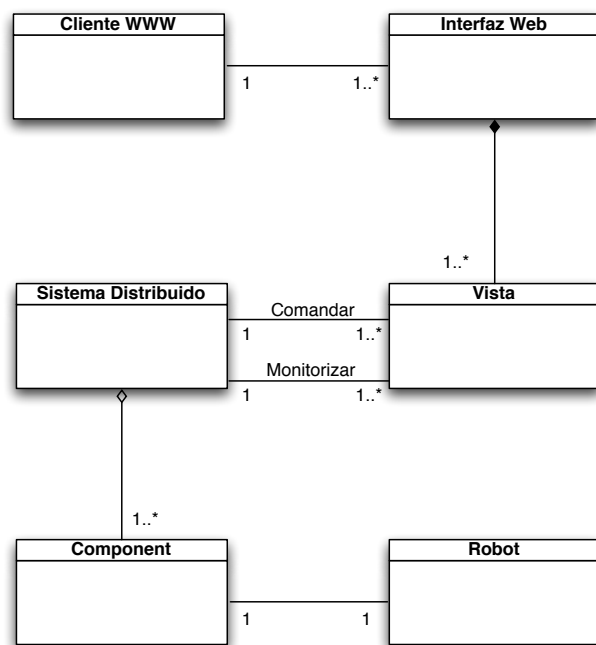 Cliente WWW
Interfaz Web
1
1..*
1..*
Sistema Distribuido
Vista
Comandar
1
1..*
Monitorizar
1
1..*
1..*
Component
Robot
1
1